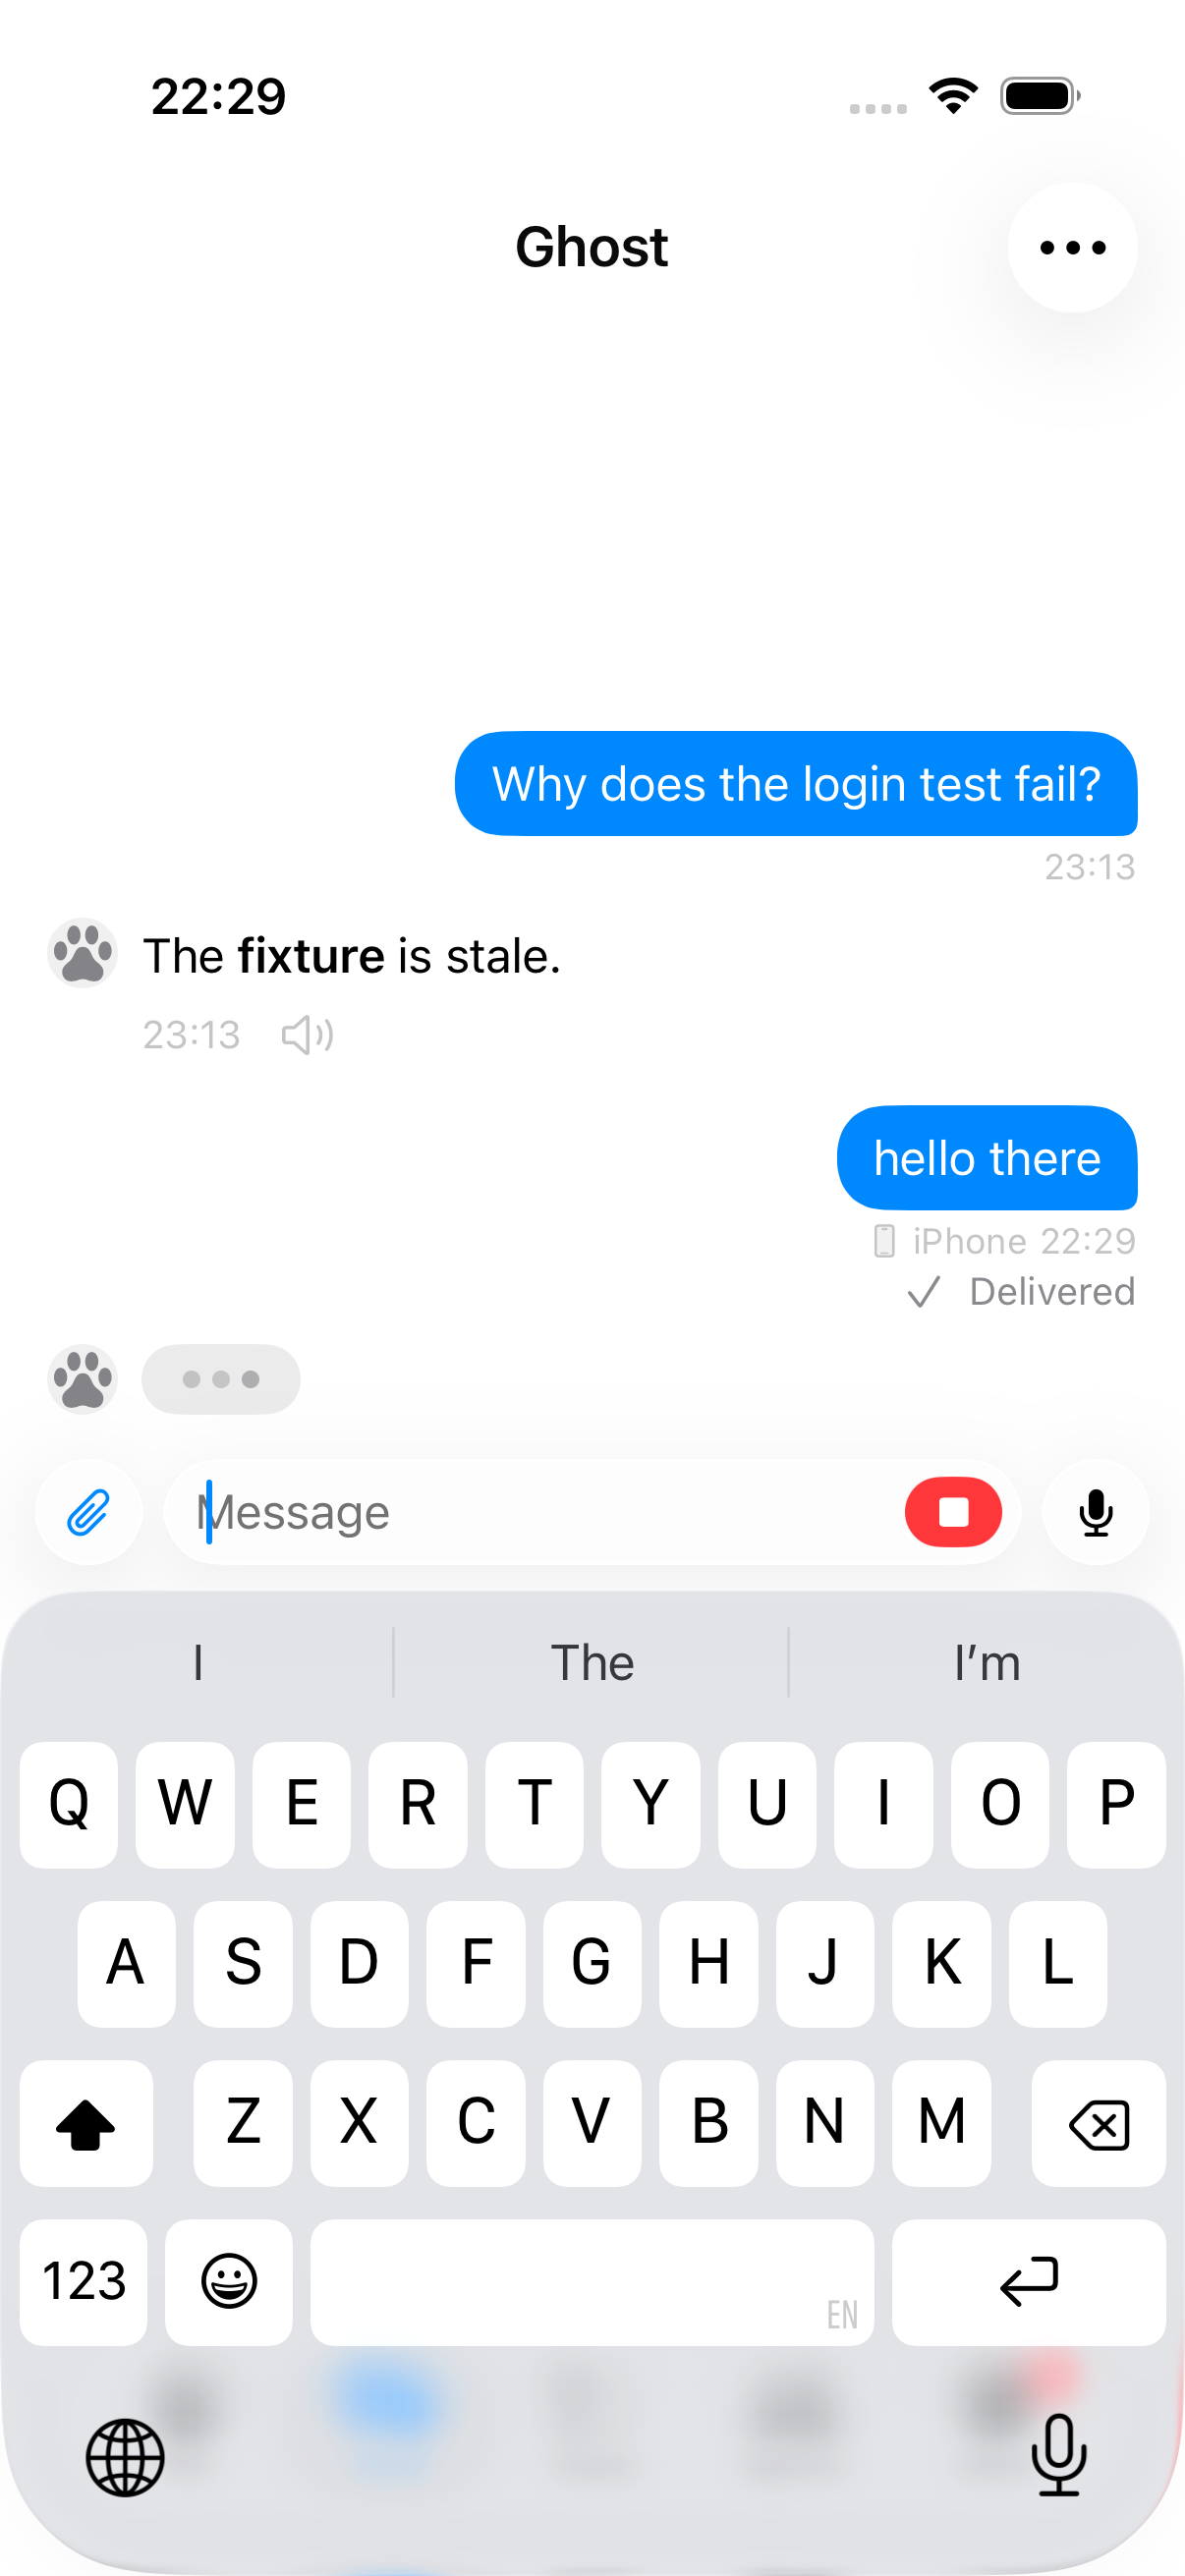 22:29
Ghost
Why does the login test fail?
23:13
The fixture is stale.
23:13
hello there
iPhone 22:29
Delivered
Message
I The I’m
Q W E R T Y U I O P
A S D F G H J K L
Z X C V B N M
123 EN